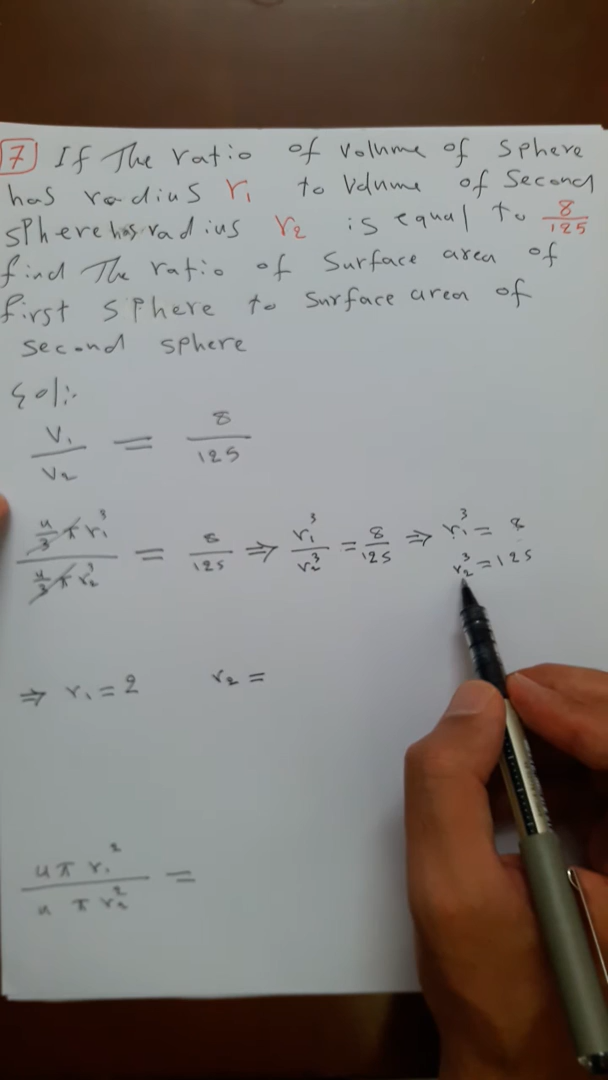 7 If The ratio of volume of sphere
has radius r₁ to volume of second
sphere has radius r₂ is equal to 8/125
find The ratio of surface area of
first sphere to surface area of
second sphere
Sol:-
V₁/V₂ = 8/125
(4/3 π r₁³)/(4/3 π r₂³) = 8/125 ⇒ r₁³/r₂³ = 8/125 ⇒ r₁³ = 8
r₂³ = 125
⇒ r₁ = 2 r₂ =
(4 π r₁²)/(4 π r₂²) =